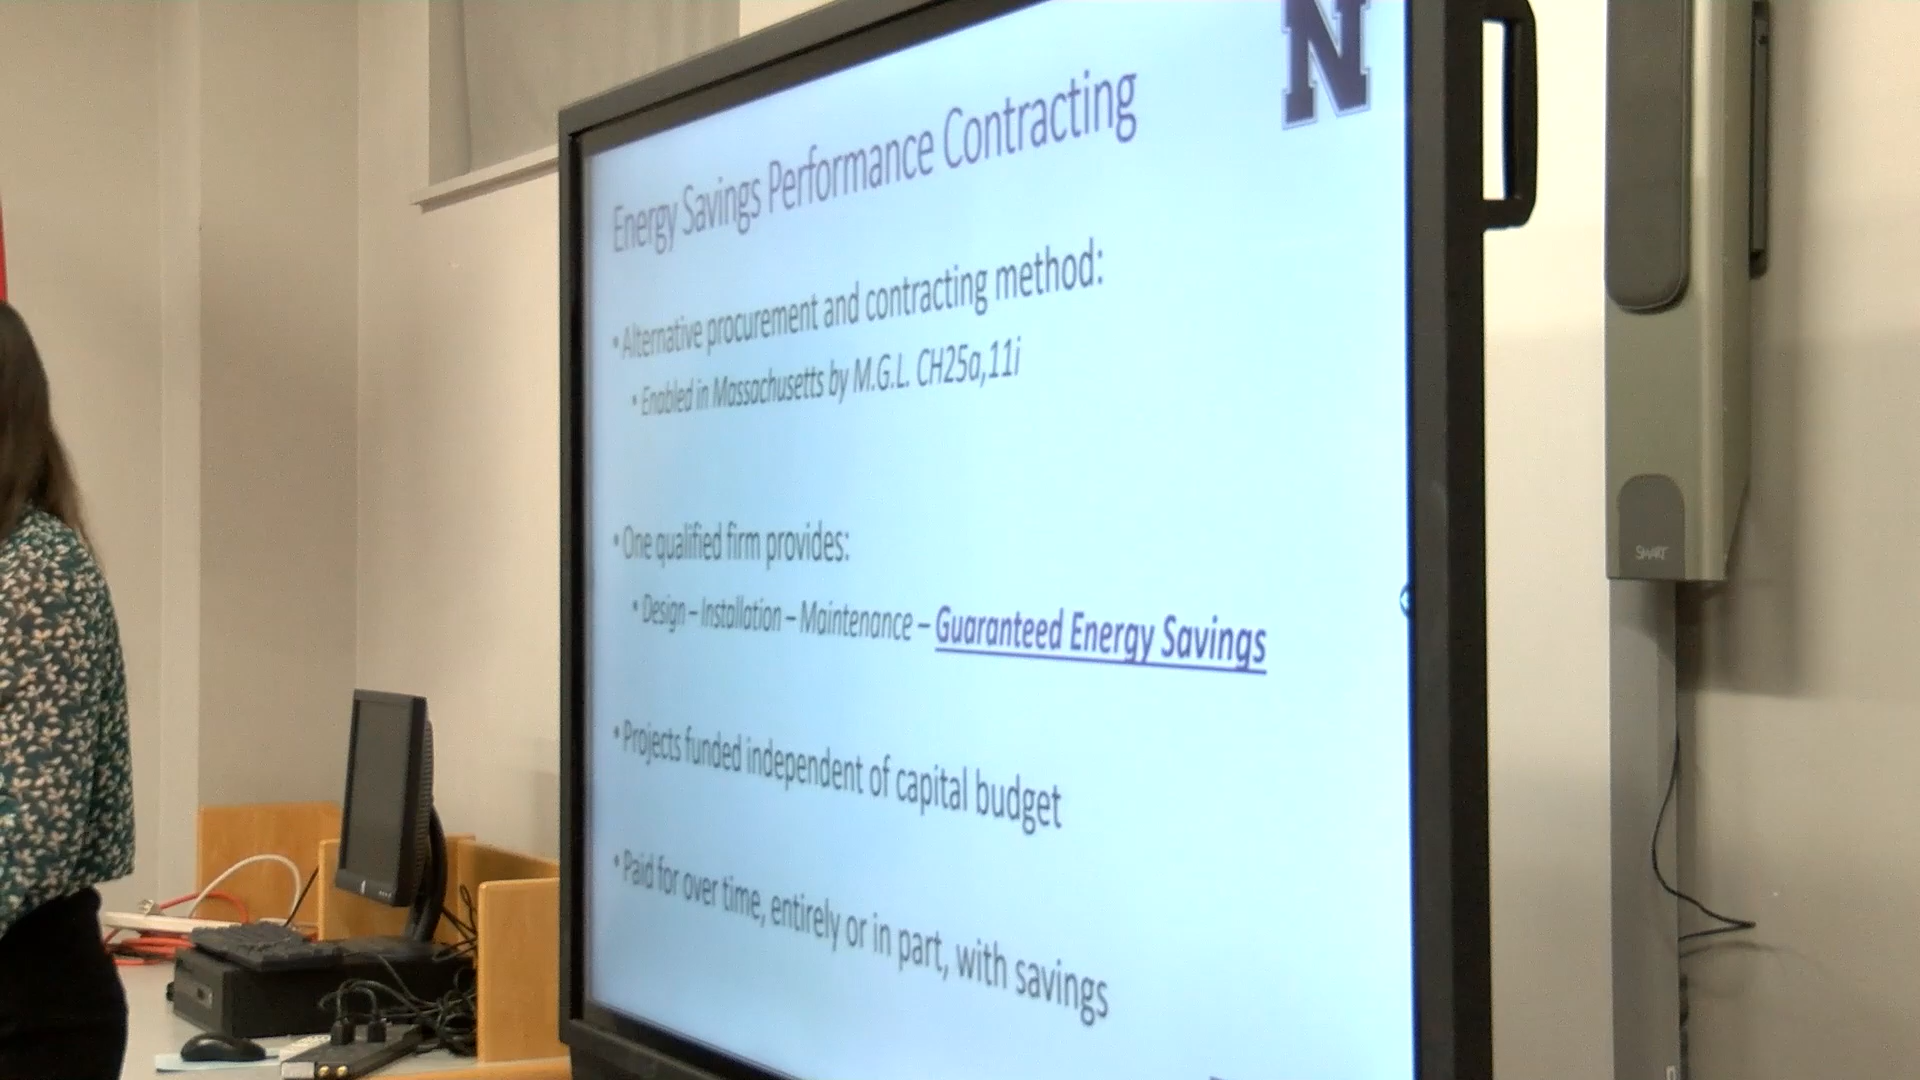 N
Energy Savings Performance Contracting
• Alternative procurement and contracting method:
• Enabled in Massachusetts by M.G.L. CH25a,11i
• One qualified firm provides:
• Design – Installation – Maintenance – Guaranteed Energy Savings
• Projects funded independent of capital budget
• Paid for over time, entirely or in part, with savings
SMART